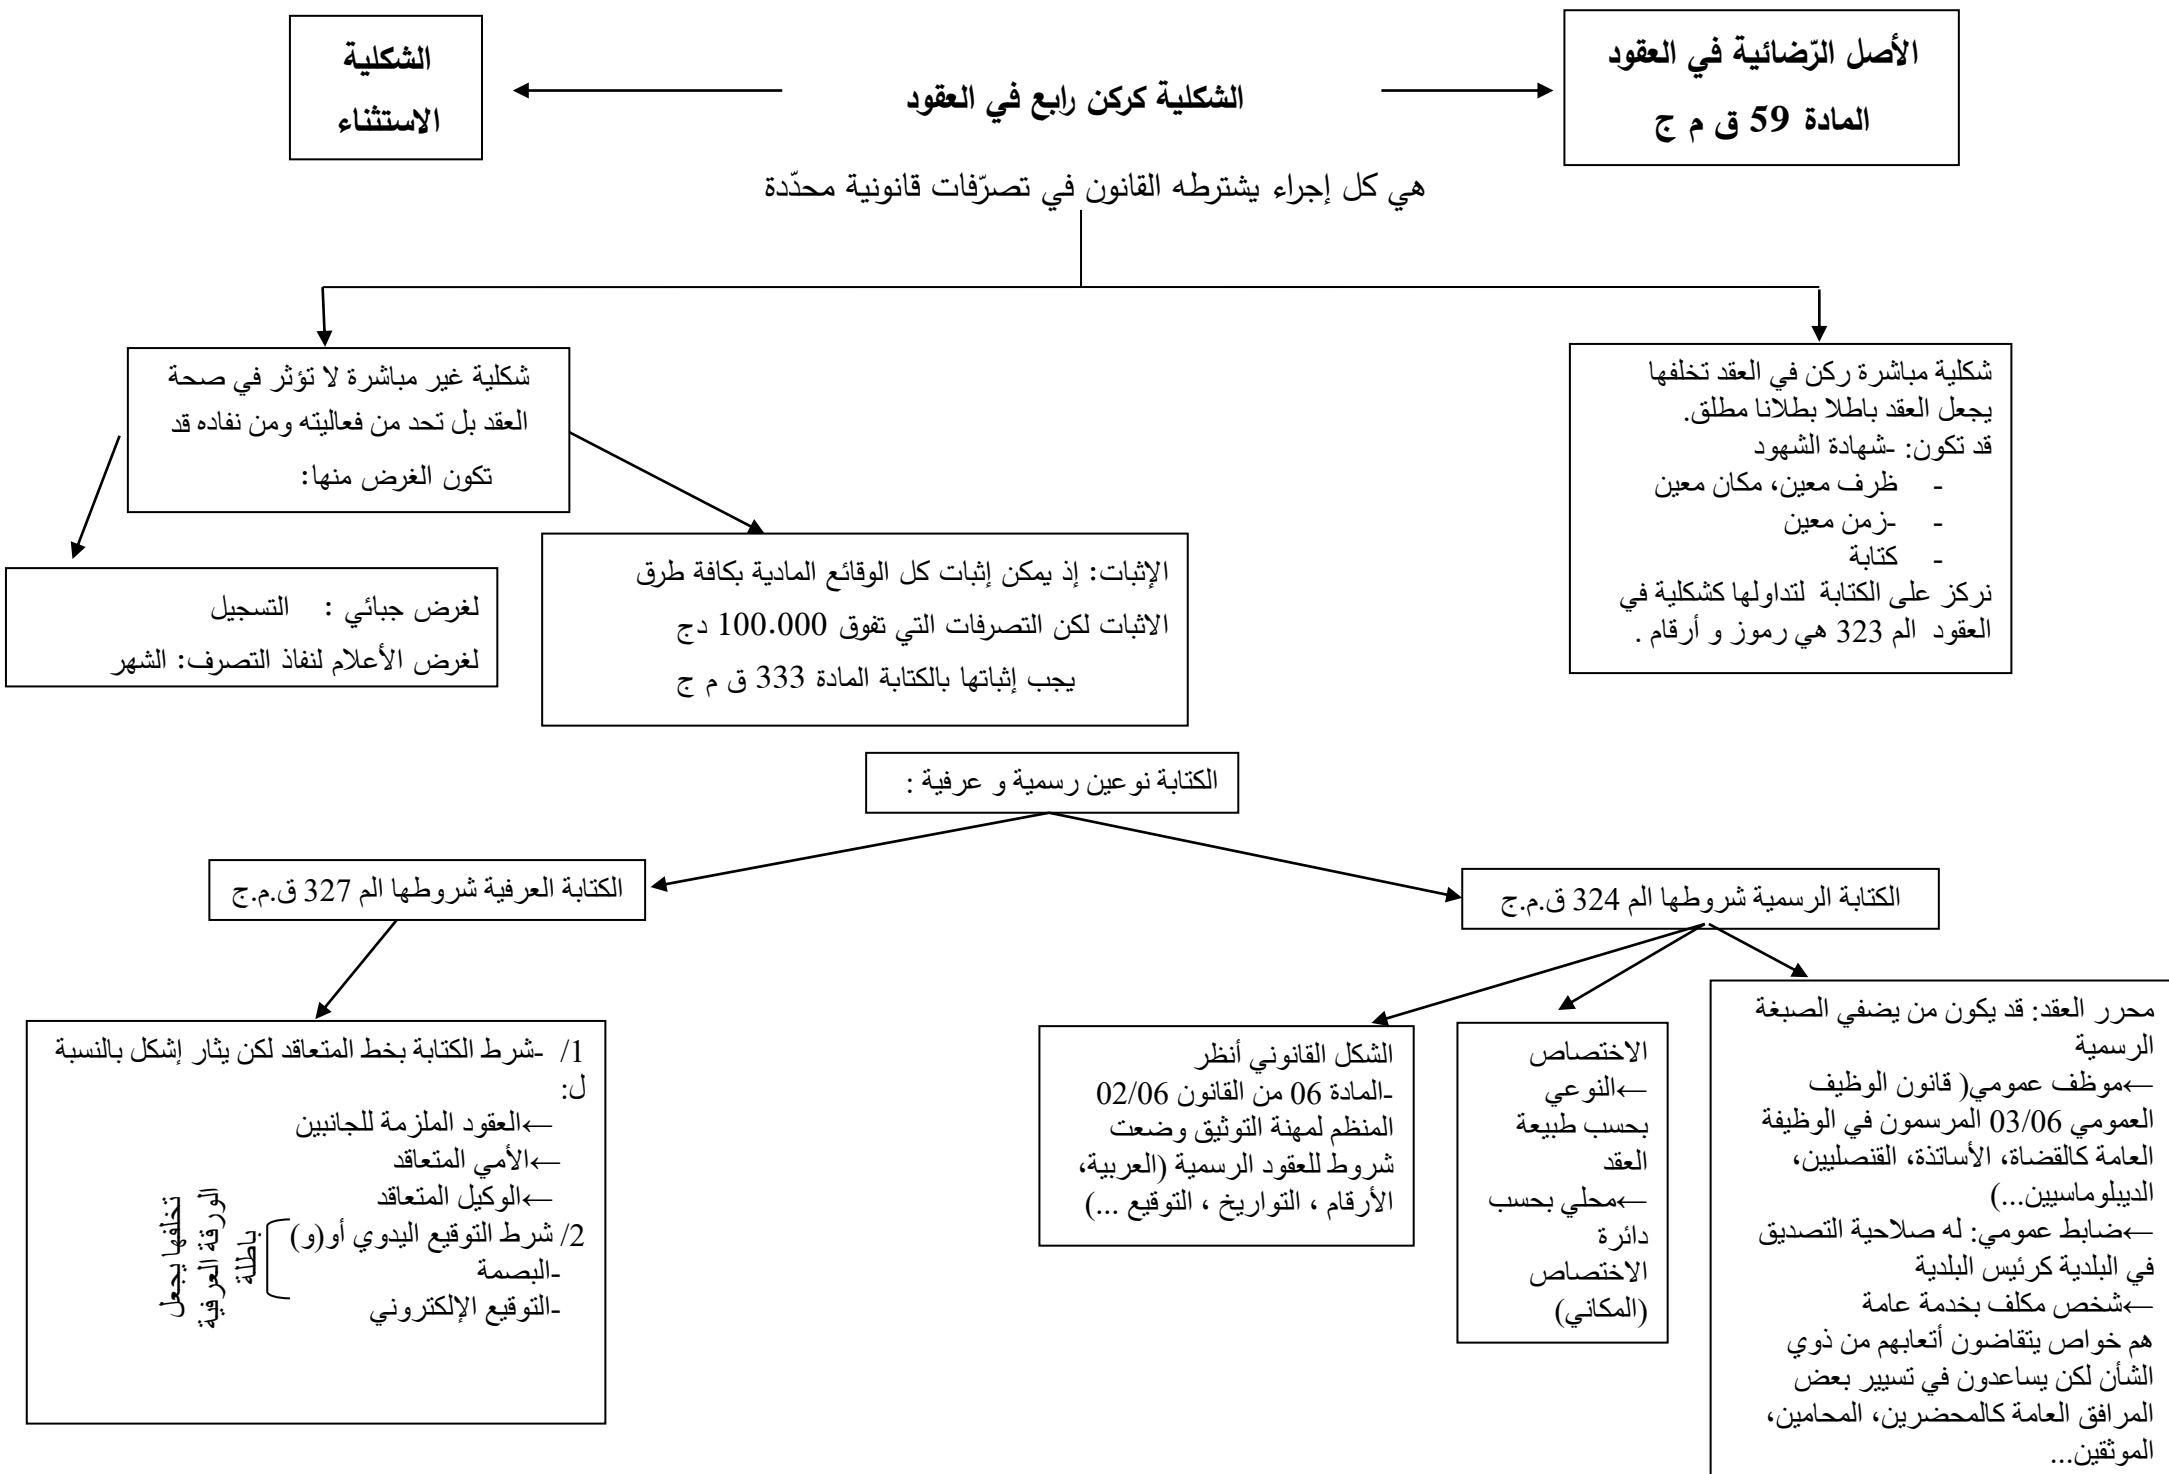 الأصل الرّضائية في العقود
المادة 59 ق م ج
الشكلية كركن رابع في العقود
الشكلية
الاستثناء
هي كل إجراء يشترطه القانون في تصرّفات قانونية محدّدة
شكلية مباشرة ركن في العقد تخلفها
يجعل العقد باطلا بطلانا مطلق.
قد تكون: -شهادة الشهود
- ظرف معين، مكان معين
- -زمن معين
- كتابة
نركز على الكتابة لتداولها كشكلية في
العقود الم 323 هي رموز و أرقام .
شكلية غير مباشرة لا تؤثر في صحة
العقد بل تحد من فعاليته ومن نفاده قد
تكون الغرض منها:
الإثبات: إذ يمكن إثبات كل الوقائع المادية بكافة طرق
الاثبات لكن التصرفات التي تفوق 100.000 دج
يجب إثباتها بالكتابة المادة 333 ق م ج
لغرض جبائي : التسجيل
لغرض الأعلام لنفاذ التصرف: الشهر
الكتابة نوعين رسمية و عرفية :
الكتابة الرسمية شروطها الم 324 ق.م.ج
الكتابة العرفية شروطها الم 327 ق.م.ج
محرر العقد: قد يكون من يضفي الصبغة
الرسمية
←موظف عمومي( قانون الوظيف
العمومي 03/06 المرسمون في الوظيفة
العامة كالقضاة، الأساتذة، القنصليين،
الديبلوماسيين...)
←ضابط عمومي: له صلاحية التصديق
في البلدية كرئيس البلدية
←شخص مكلف بخدمة عامة
هم خواص يتقاضون أتعابهم من ذوي
الشأن لكن يساعدون في تسيير بعض
المرافق العامة كالمحضرين، المحامين،
الموثقين...
الاختصاص
←النوعي
بحسب طبيعة
العقد
←محلي بحسب
دائرة
الاختصاص
(المكاني)
الشكل القانوني أنظر
-المادة 06 من القانون 02/06
المنظم لمهنة التوثيق وضعت
شروط للعقود الرسمية (العربية،
الأرقام ، التواريخ ، التوقيع ...)
1/ -شرط الكتابة بخط المتعاقد لكن يثار إشكل بالنسبة
ل:
←العقود الملزمة للجانبين
←الأمي المتعاقد
←الوكيل المتعاقد
2/ شرط التوقيع اليدوي أو(و)
-البصمة
-التوقيع الإلكتروني
تخلفها يجعل
الورقة العرفية
باطلة